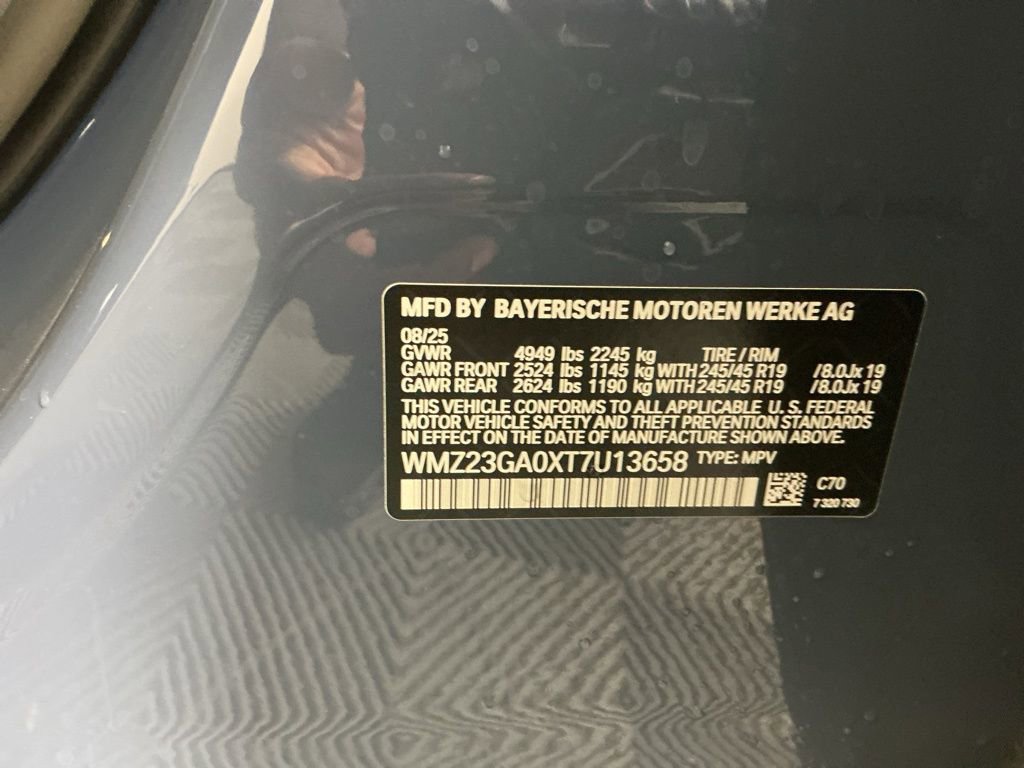 MFD BY BAYERISCHE MOTOREN WERKE AG
08/25
GVWR 4949 lbs 2245 kg TIRE / RIM
GAWR FRONT 2524 lbs 1145 kg WITH 245/45 R19 /8.0Jx 19
GAWR REAR 2624 lbs 1190 kg WITH 245/45 R19 /8.0Jx 19
THIS VEHICLE CONFORMS TO ALL APPLICABLE U. S. FEDERAL
MOTOR VEHICLE SAFETY AND THEFT PREVENTION STANDARDS
IN EFFECT ON THE DATE OF MANUFACTURE SHOWN ABOVE.
WMZ23GA0XT7U13658 TYPE: MPV
C70
7 320 730